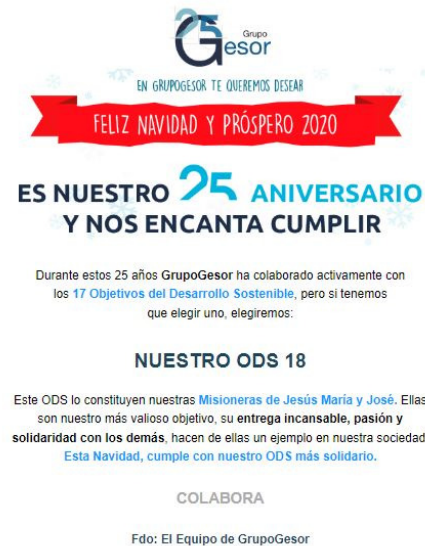 25
Grupo
Gesor
EN GRUPOGESOR TE QUEREMOS DESEAR
FELIZ NAVIDAD Y PRÓSPERO 2020
ES NUESTRO 25 ANIVERSARIO
Y NOS ENCANTA CUMPLIR
Durante estos 25 años GrupoGesor ha colaborado activamente con
los 17 Objetivos del Desarrollo Sostenible, pero si tenemos
que elegir uno, elegiremos:
NUESTRO ODS 18
Este ODS lo constituyen nuestras Misioneras de Jesús María y José. Ellas
son nuestro más valioso objetivo, su entrega incansable, pasión y
solidaridad con los demás, hacen de ellas un ejemplo en nuestra sociedad
Esta Navidad, cumple con nuestro ODS más solidario.
COLABORA
Fdo: El Equipo de GrupoGesor